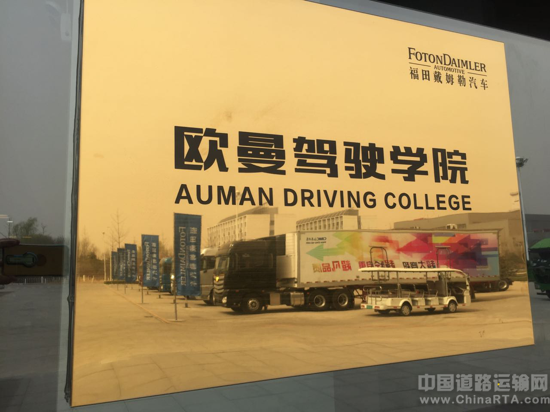 FOTONDAIMLER
AUTOMOTIVE
福田戴姆勒汽车
欧曼驾驶学院
AUMAN DRIVING COLLEGE
中国道路运输网
www.ChinaRTA.com